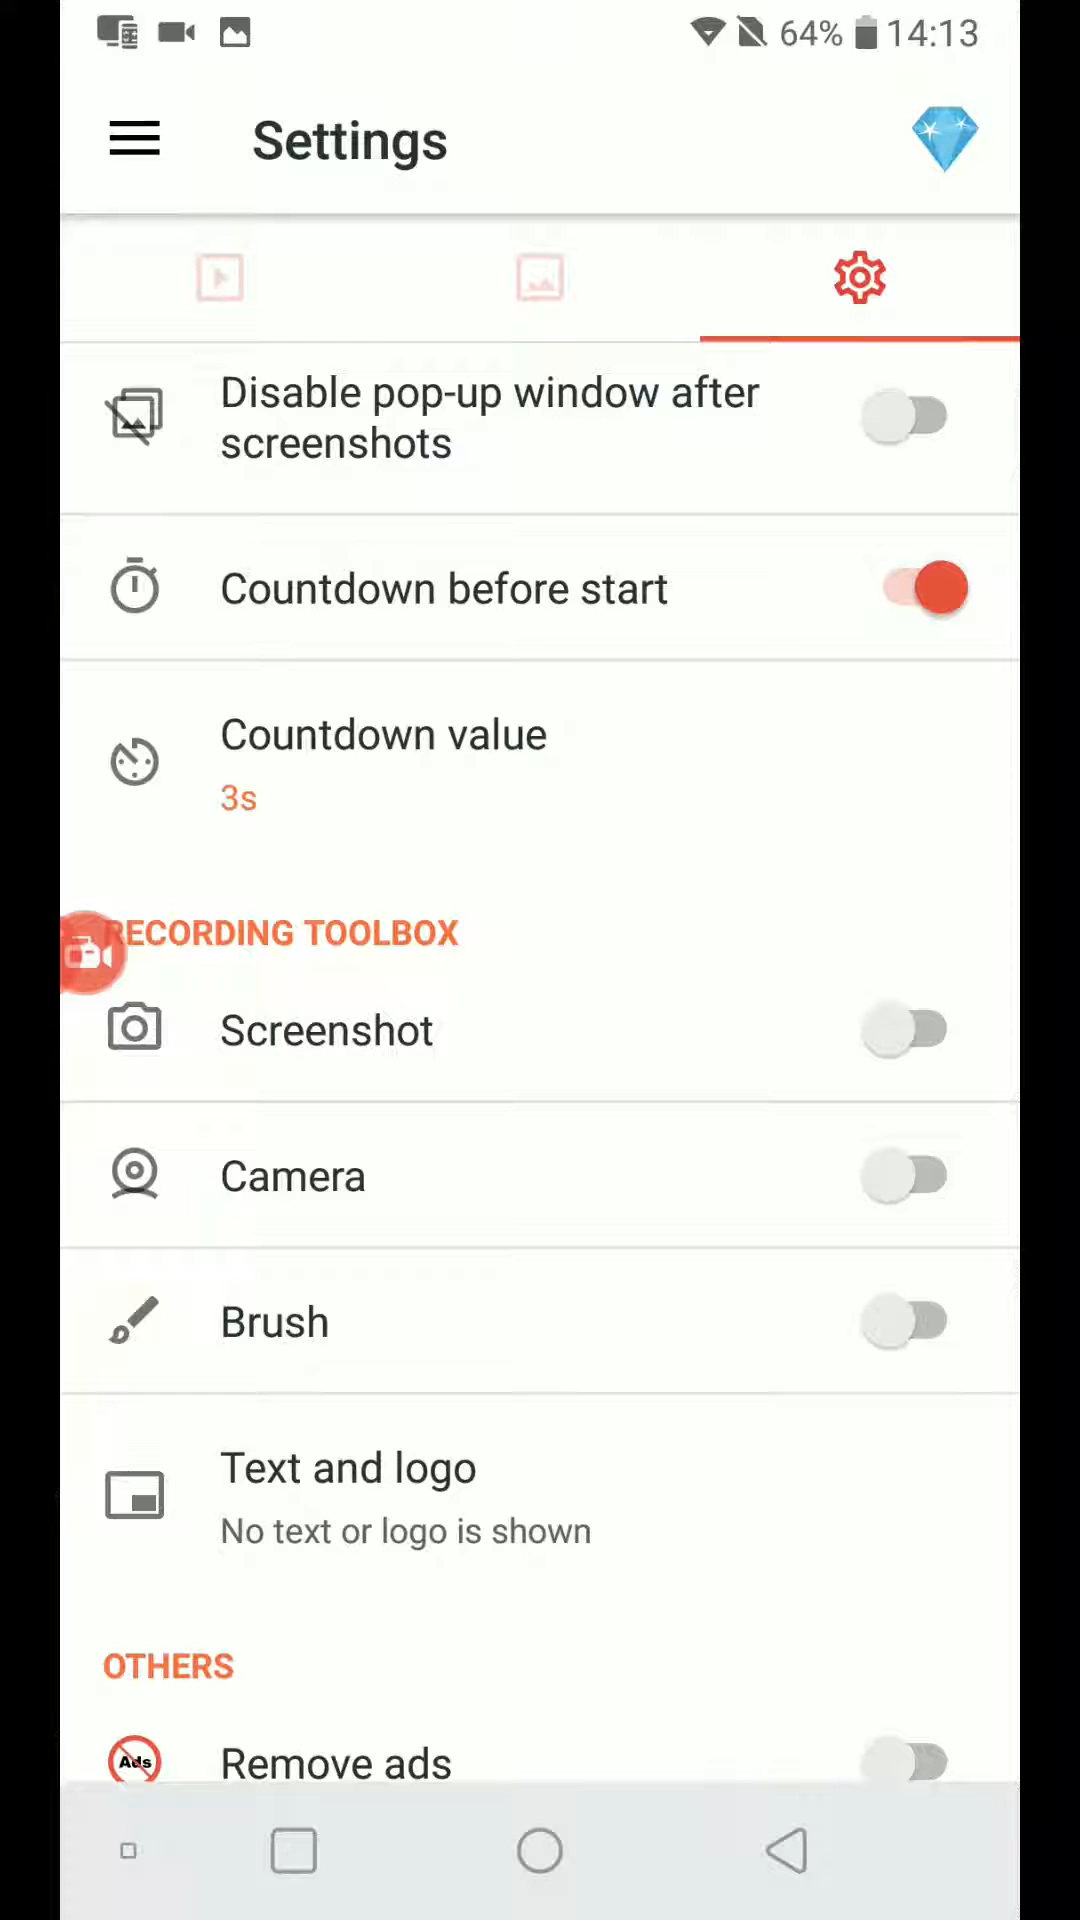 64% 14:13
Settings
Disable pop-up window after
screenshots
Countdown before start
Countdown value
3s
RECORDING TOOLBOX
Screenshot
Camera
Brush
Text and logo
No text or logo is shown
OTHERS
Ads
Remove ads